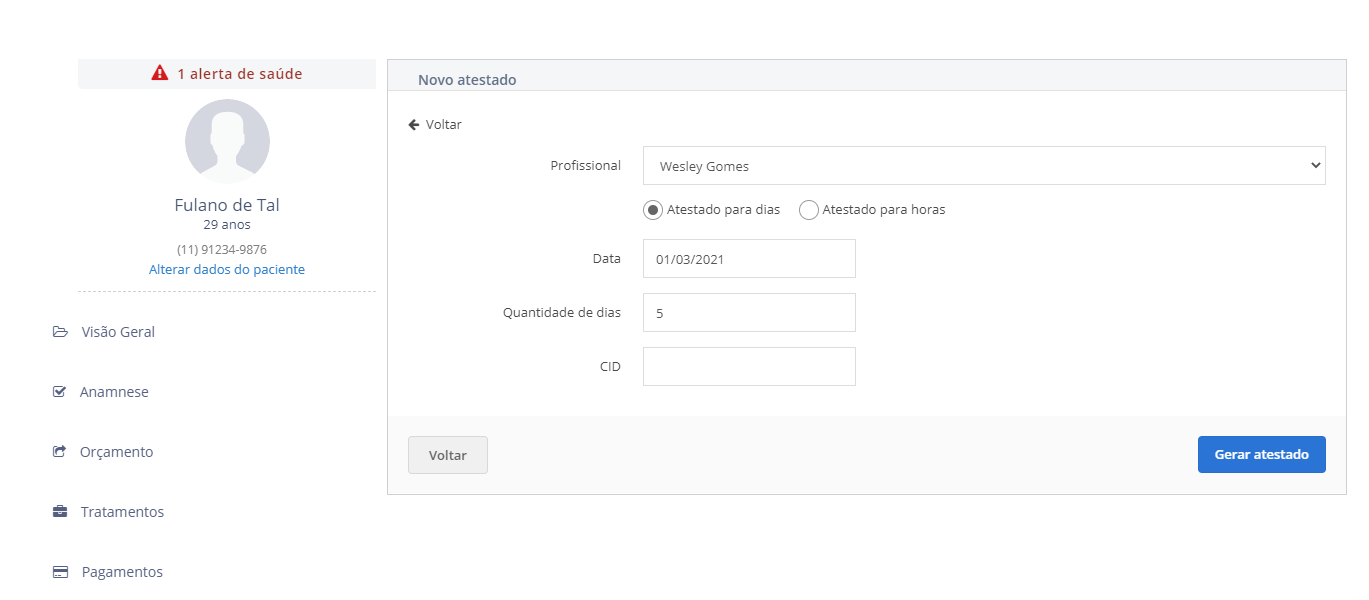 1 alerta de saúde
Fulano de Tal
29 anos
(11) 91234-9876
Alterar dados do paciente
Visão Geral
Anamnese
Orçamento
Tratamentos
Pagamentos
Novo atestado
Voltar
Profissional Wesley Gomes
Atestado para dias Atestado para horas
Data 01/03/2021
Quantidade de dias 5
CID
Voltar Gerar atestado